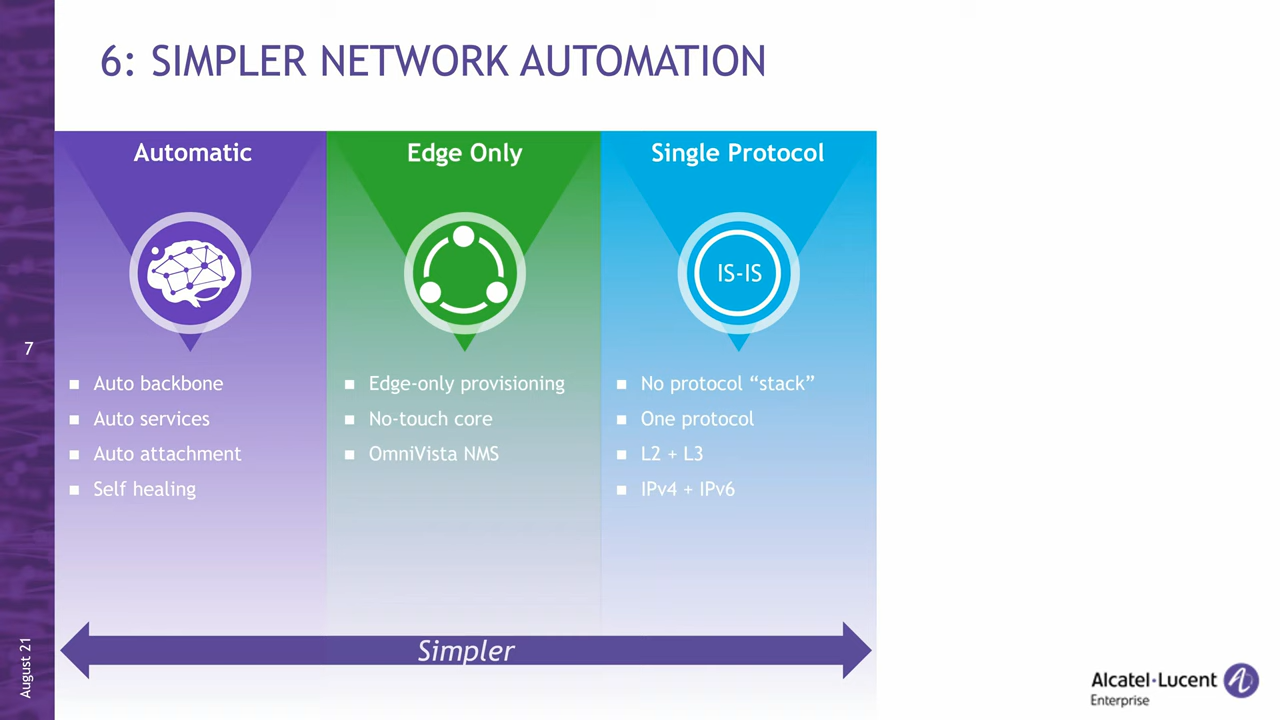 6: SIMPLER NETWORK AUTOMATION
Automatic
Auto backbone
Auto services
Auto attachment
Self healing
Edge Only
Edge-only provisioning
No-touch core
OmniVista NMS
Single Protocol
IS-IS
No protocol “stack”
One protocol
L2 + L3
IPv4 + IPv6
Simpler
7
August 21
Alcatel·Lucent
Enterprise